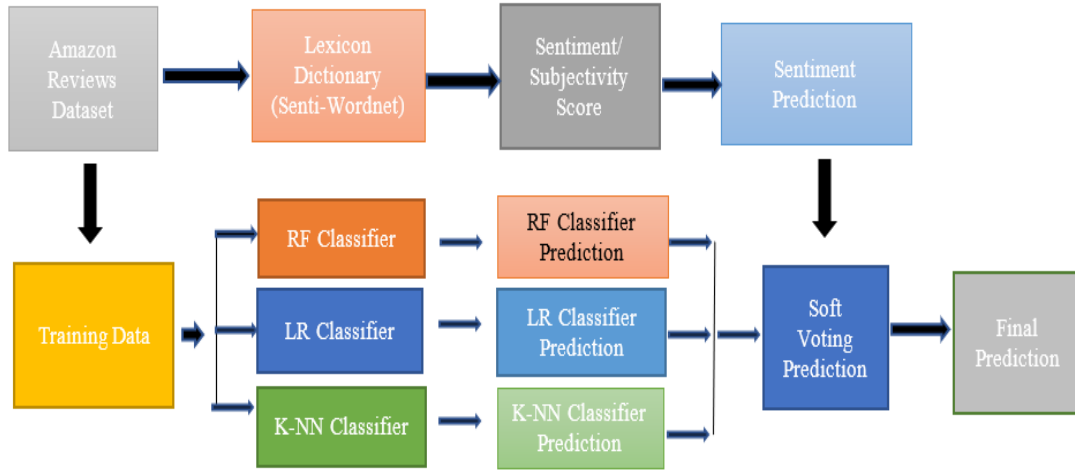 Amazon
Reviews
Dataset
Lexicon
Dictionary
(Senti-Wordnet)
Sentiment/
Subjectivity
Score
Sentiment
Prediction
Training Data
RF Classifier
RF Classifier
Prediction
LR Classifier
LR Classifier
Prediction
K-NN Classifier
K-NN Classifier
Prediction
Soft
Voting
Prediction
Final
Prediction